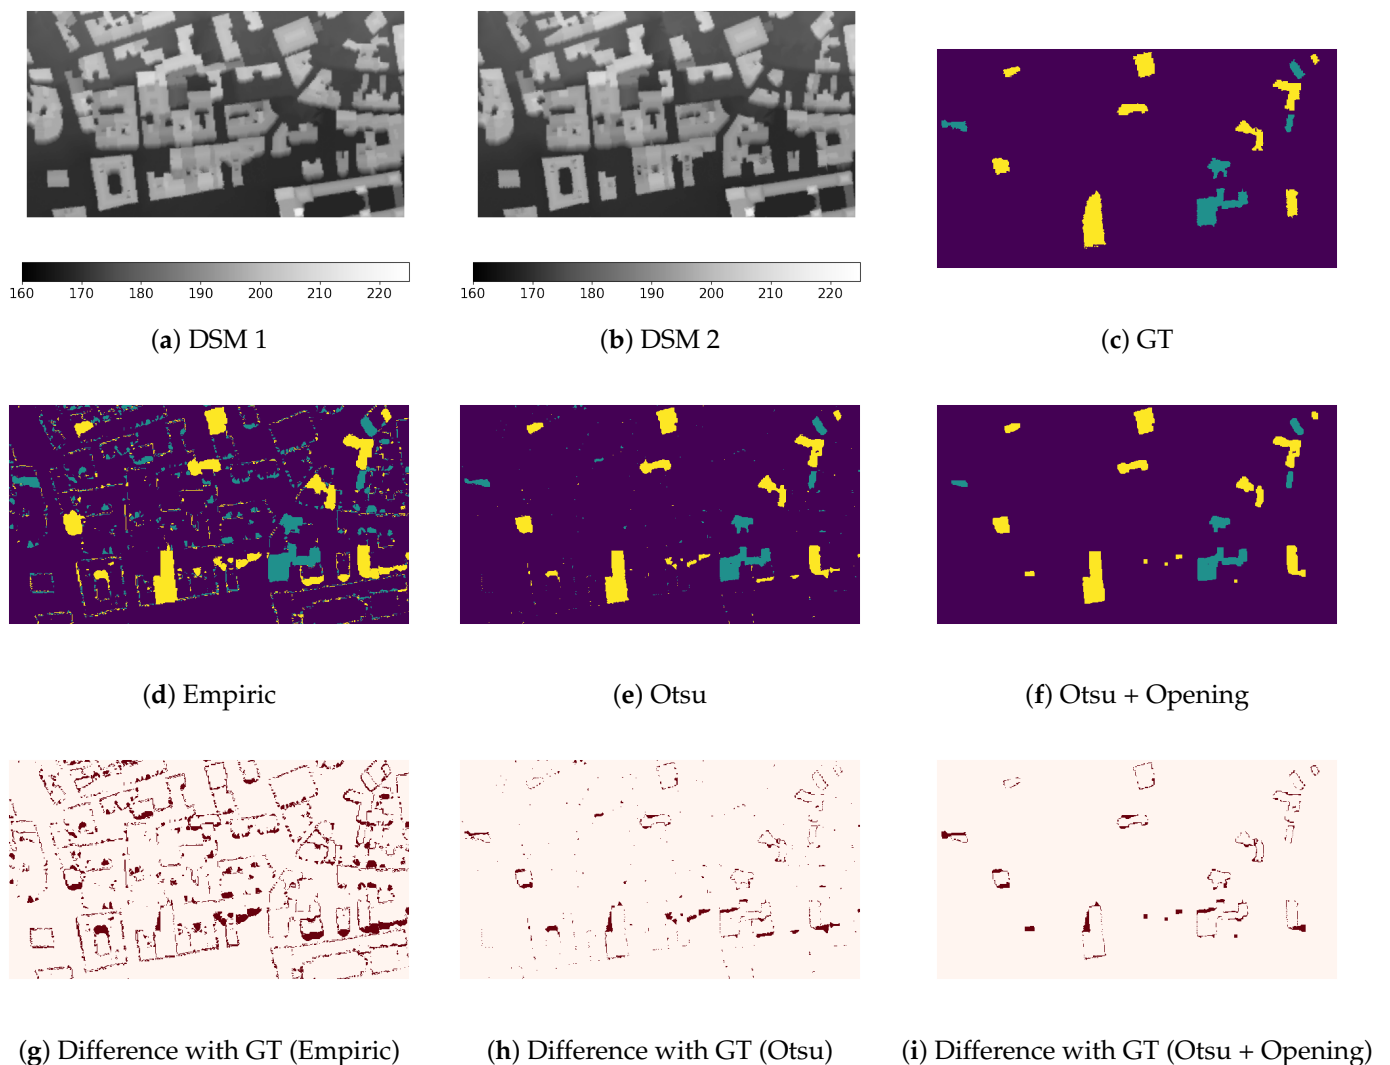 160 170 180 190 200 210 220
160 170 180 190 200 210 220
(a) DSM 1
(b) DSM 2
(c) GT
(d) Empiric
(e) Otsu
(f) Otsu + Opening
(g) Difference with GT (Empiric)
(h) Difference with GT (Otsu)
(i) Difference with GT (Otsu + Opening)